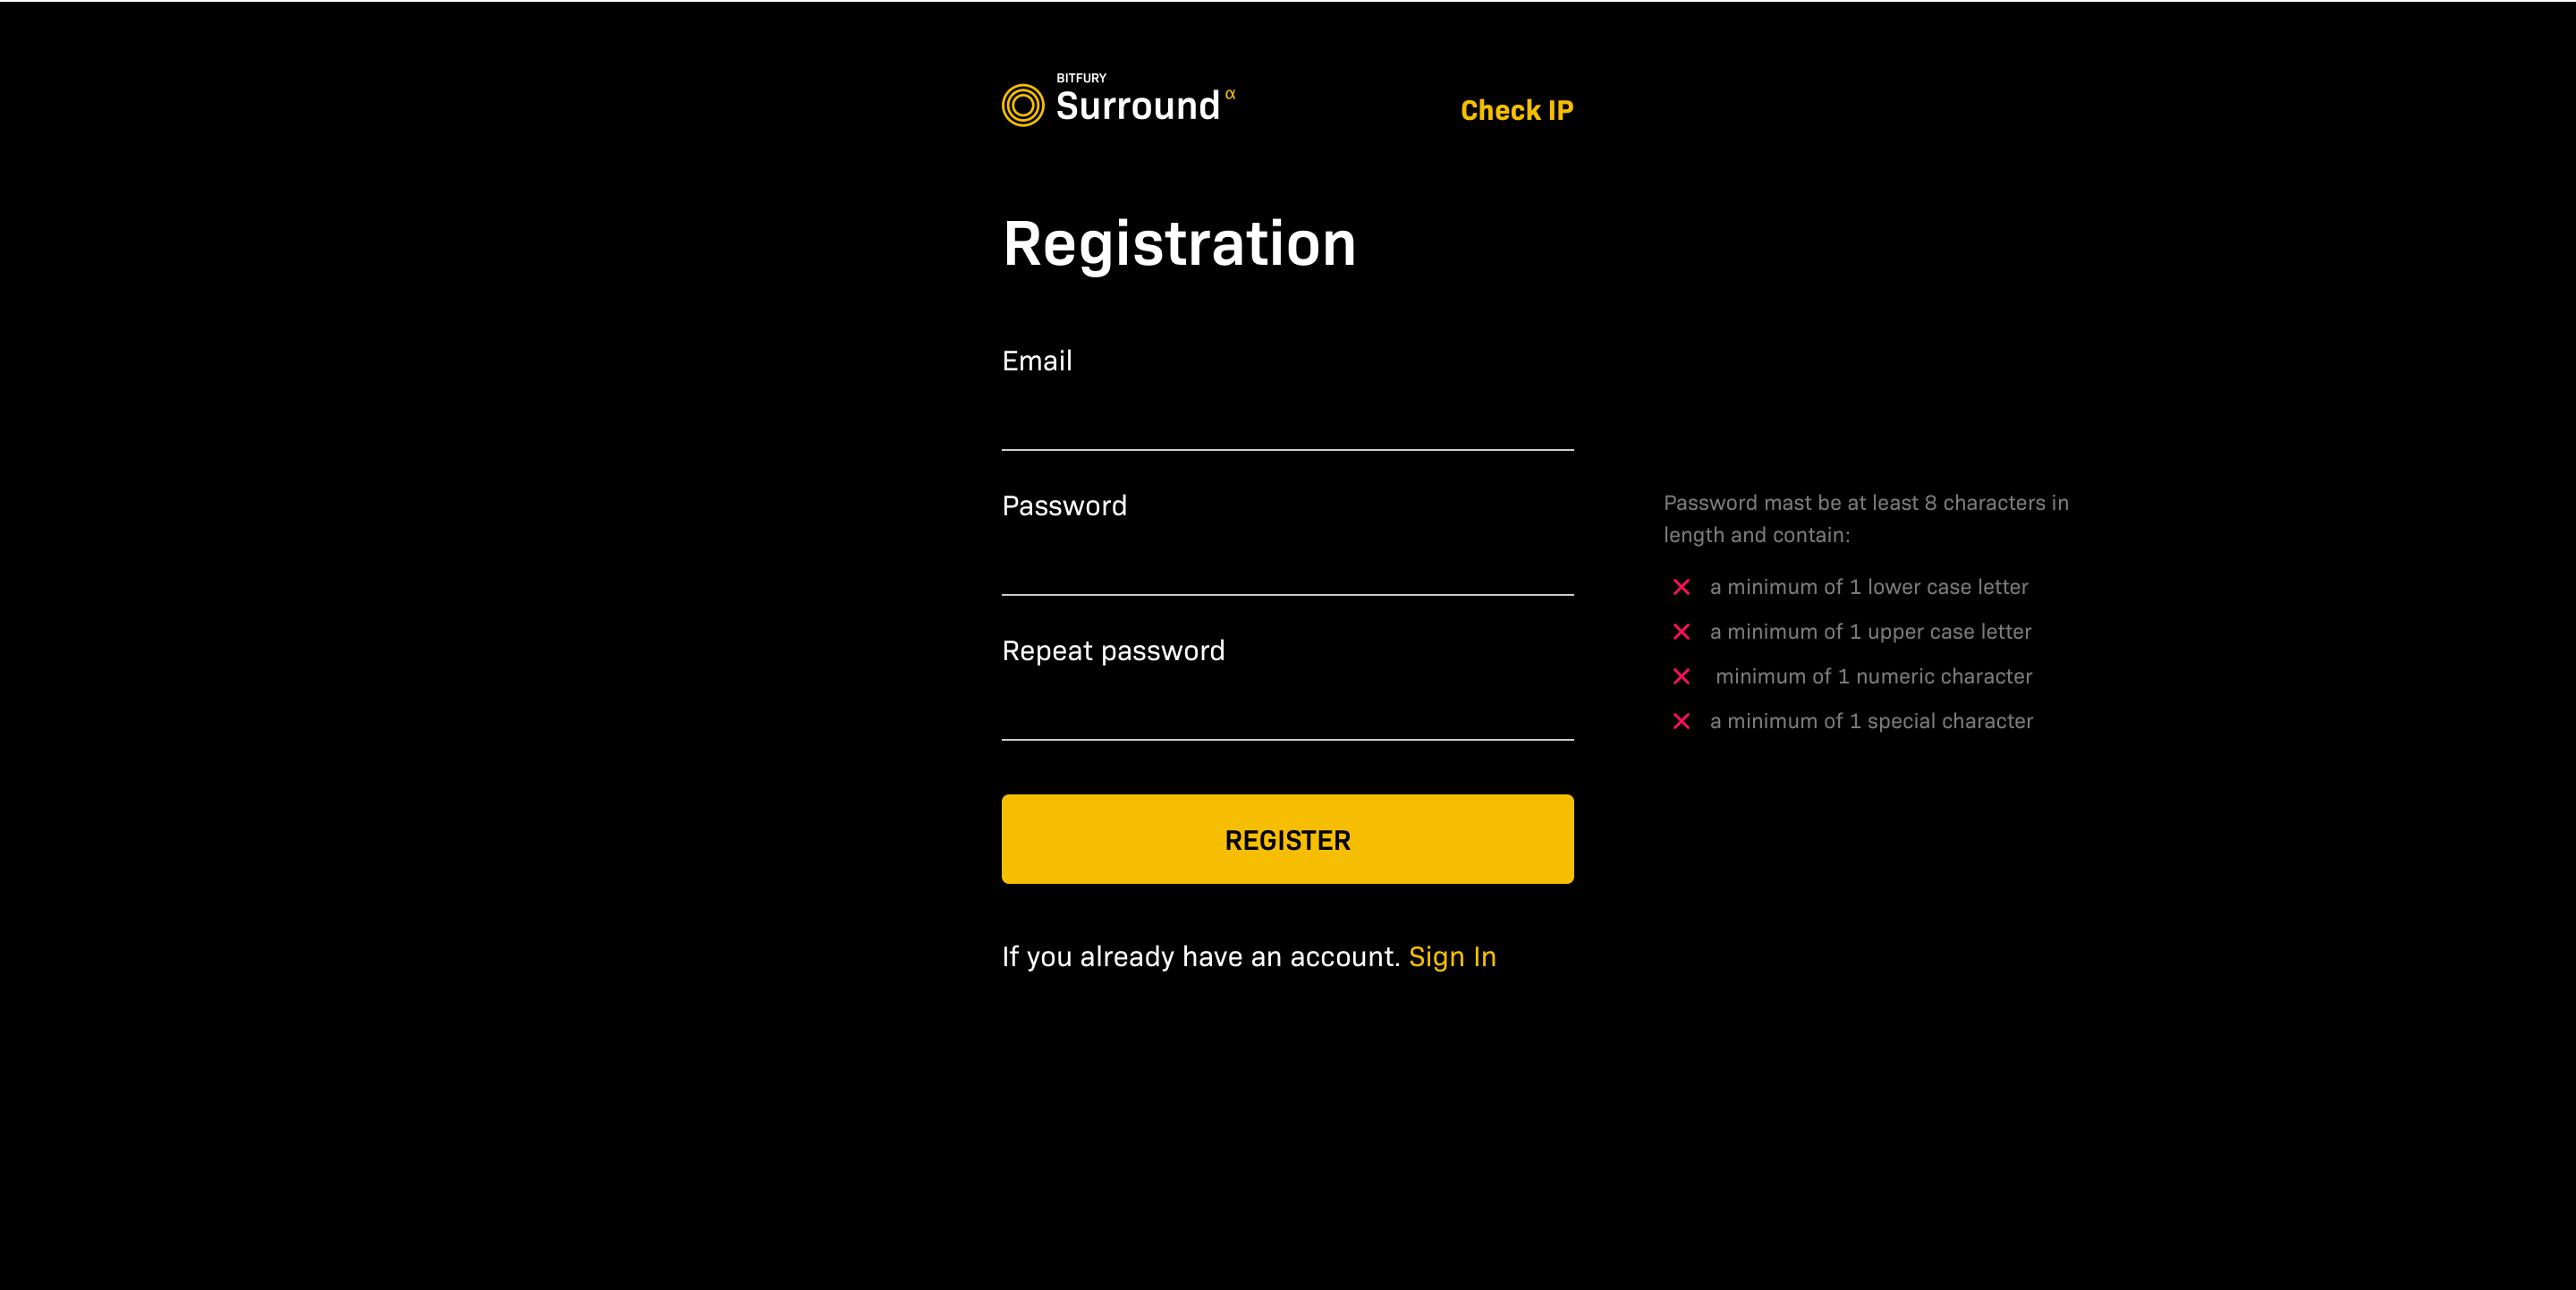 BITFURY
Surround α
Check IP
Registration
Email
Password
Password mast be at least 8 characters in
length and contain:
a minimum of 1 lower case letter
a minimum of 1 upper case letter
minimum of 1 numeric character
a minimum of 1 special character
Repeat password
REGISTER
If you already have an account. Sign In